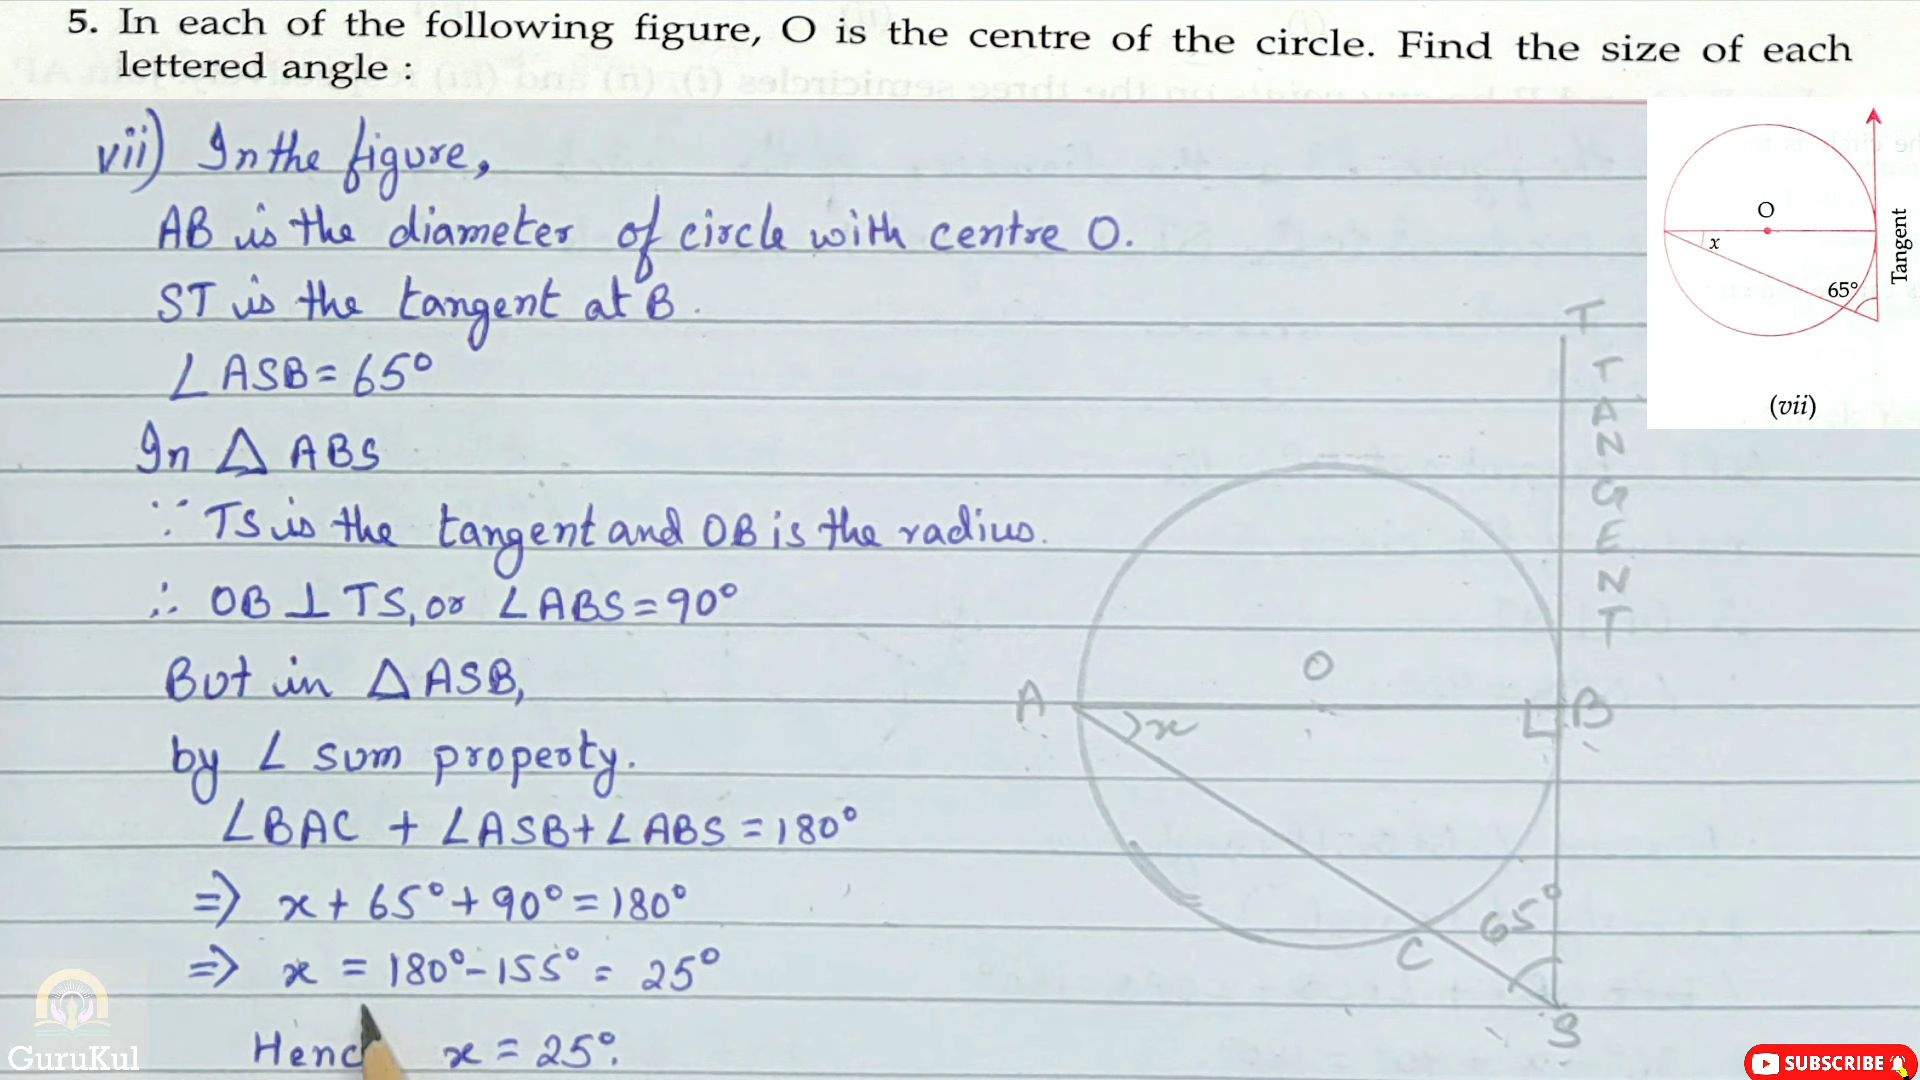 5. In each of the following figure, O is the centre of the circle. Find the size of each
lettered angle :
vii) In the figure,
AB is the diameter of circle with centre O.
ST is the tangent at B.
∠ASB = 65°
In △ ABS
∵ TS is the tangent and OB is the radius.
∴ OB ⊥ TS, or ∠ABS = 90°
But in △ ASB,
by ∠ sum property.
∠BAC + ∠ASB + ∠ABS = 180°
⇒ x + 65° + 90° = 180°
⇒ x = 180° - 155° = 25°
Henc x = 25°.
O
x
65°
Tangent
(vii)
T
TANGENT
O
A
x
B
65°
C
S
GuruKul
SUBSCRIBE